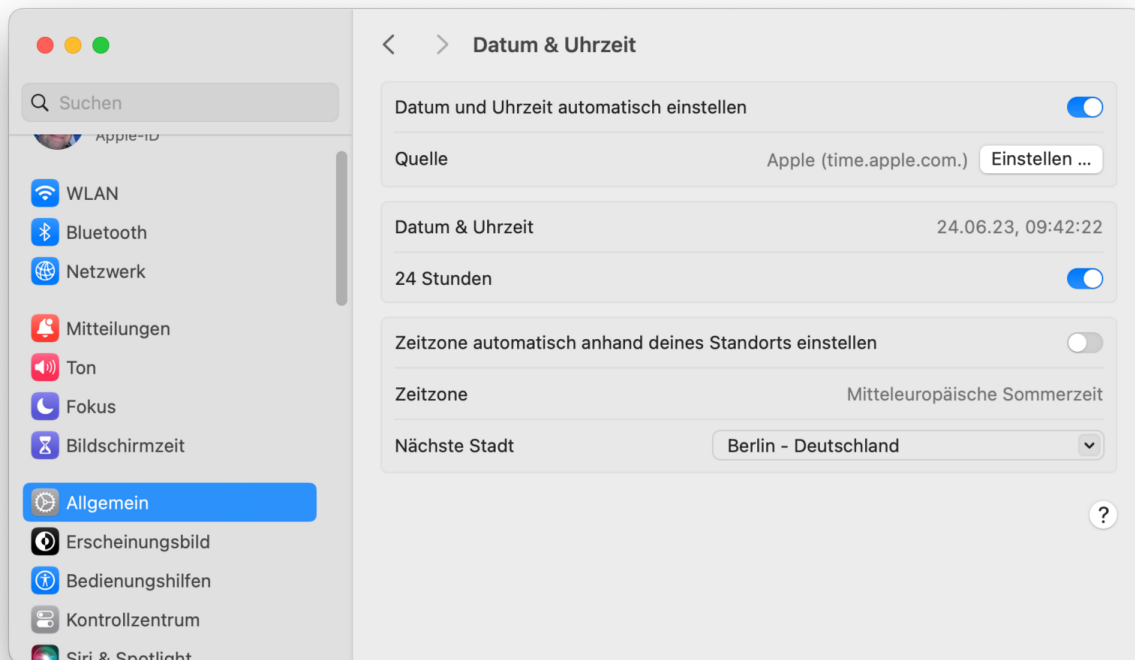 Datum & Uhrzeit
Suchen
Apple-ID
WLAN
Bluetooth
Netzwerk
Mitteilungen
Ton
Fokus
Bildschirmzeit
Allgemein
Erscheinungsbild
Bedienungshilfen
Kontrollzentrum
Siri & Spotlight
Datum und Uhrzeit automatisch einstellen
Quelle Apple (time.apple.com.) Einstellen ...
Datum & Uhrzeit 24.06.23, 09:42:22
24 Stunden
Zeitzone automatisch anhand deines Standorts einstellen
Zeitzone Mitteleuropäische Sommerzeit
Nächste Stadt Berlin - Deutschland
?